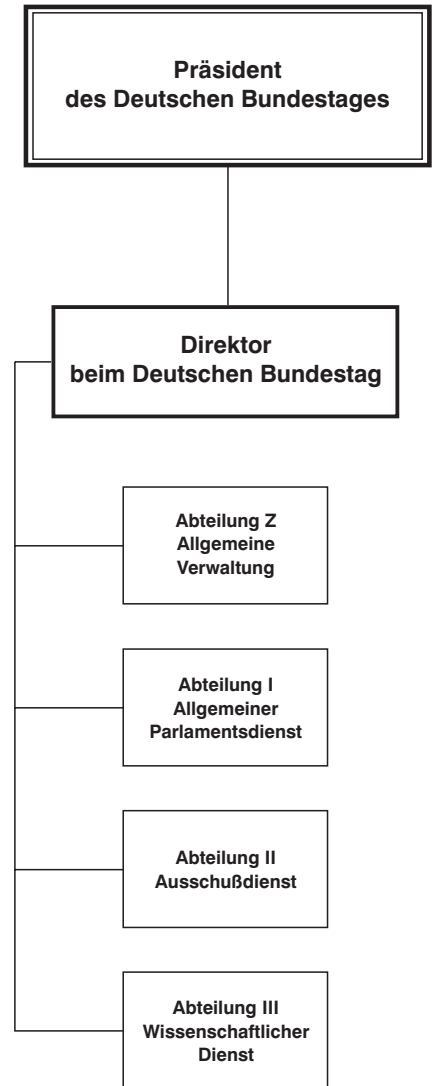 Präsident
des Deutschen Bundestages
Direktor
beim Deutschen Bundestag
Abteilung Z
Allgemeine
Verwaltung
Abteilung I
Allgemeiner
Parlamentsdienst
Abteilung II
Ausschußdienst
Abteilung III
Wissenschaftlicher
Dienst